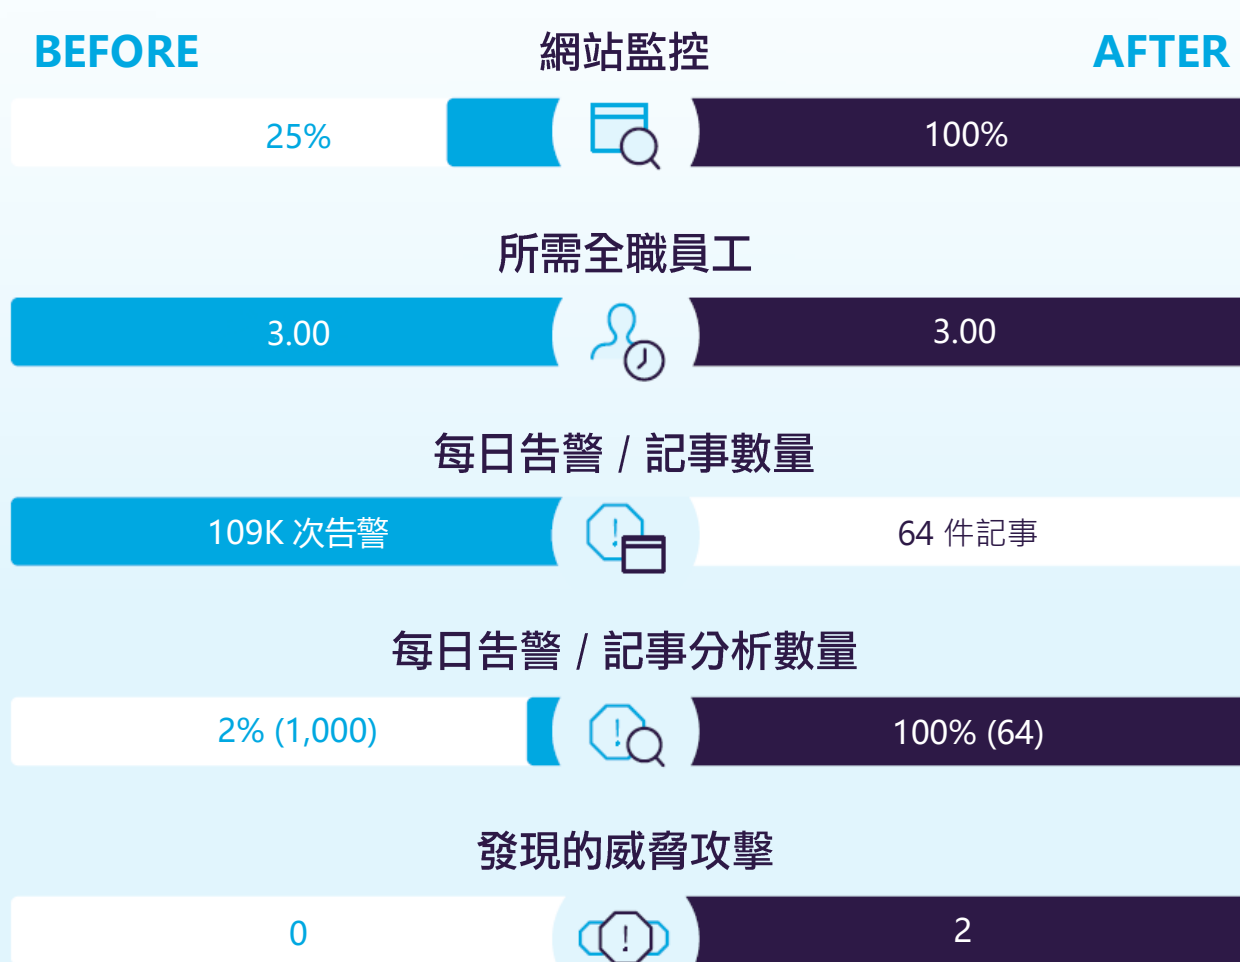 BEFORE 網站監控 AFTER
25% 100%
所需全職員工
3.00 3.00
每日告警 / 記事數量
109K 次告警 64 件記事
每日告警 / 記事分析數量
2% (1,000) 100% (64)
發現的威脅攻擊
0 2